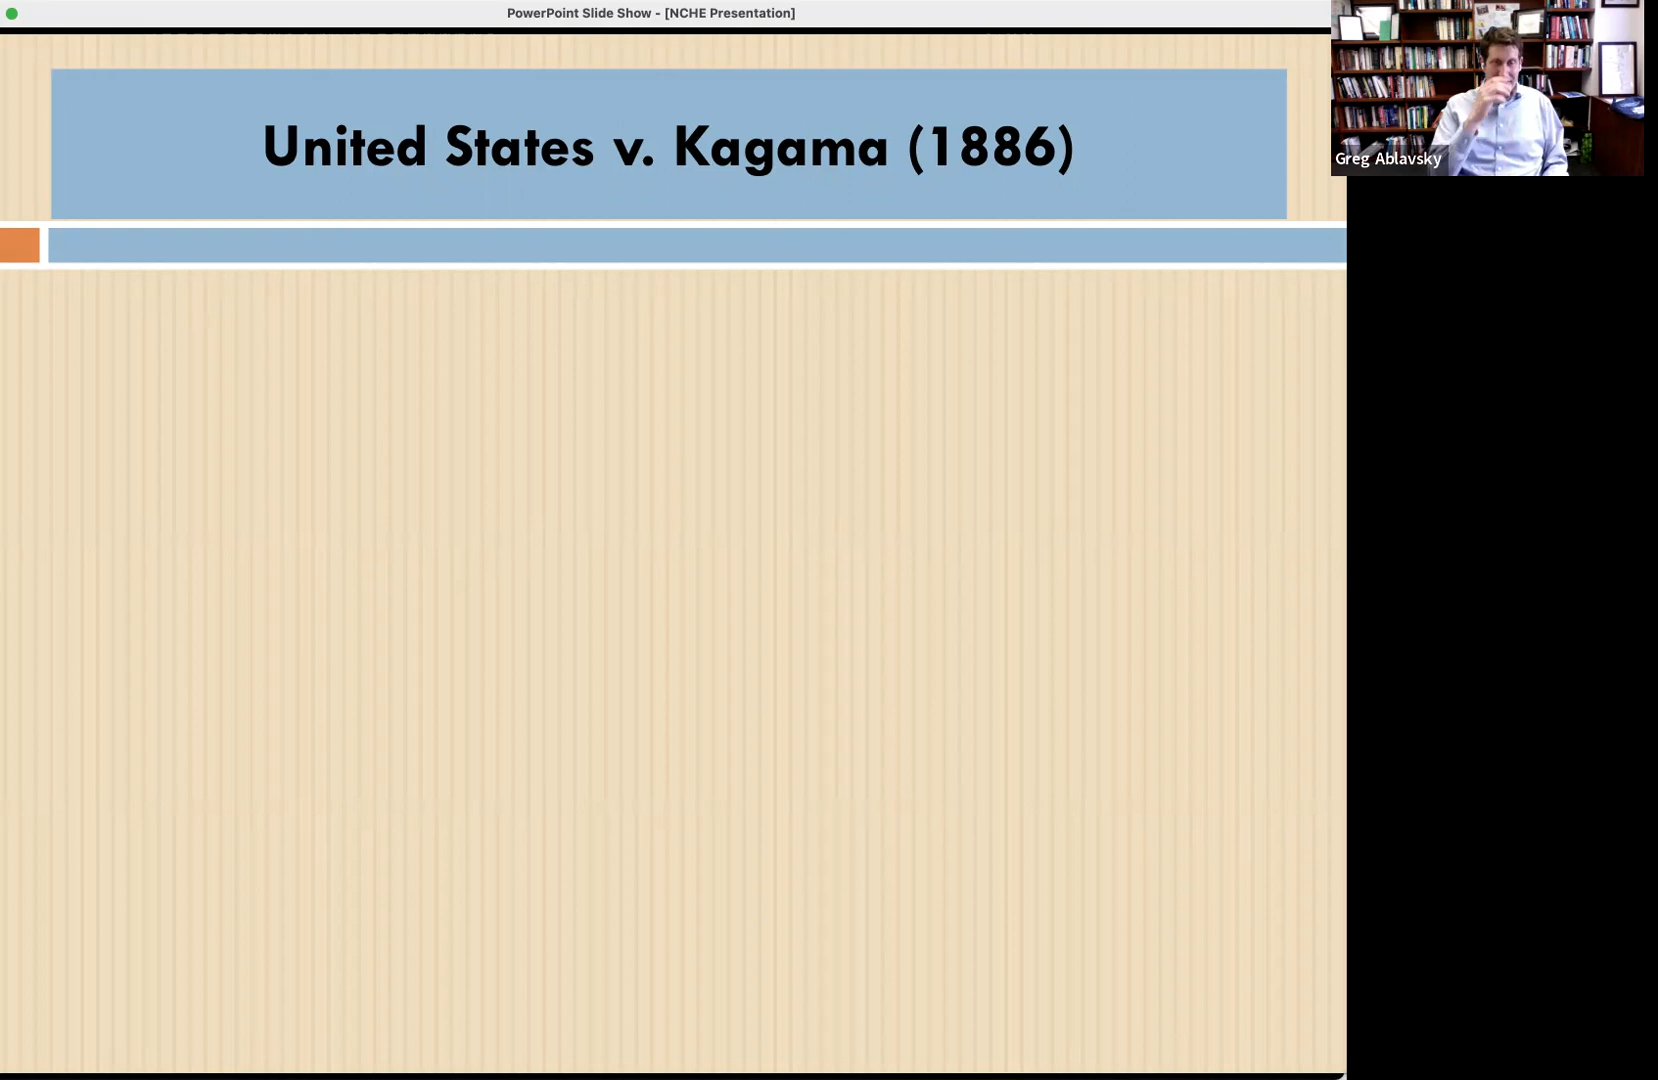 PowerPoint Slide Show - [NCHE Presentation]
United States v. Kagama (1886)
Greg Ablavsky